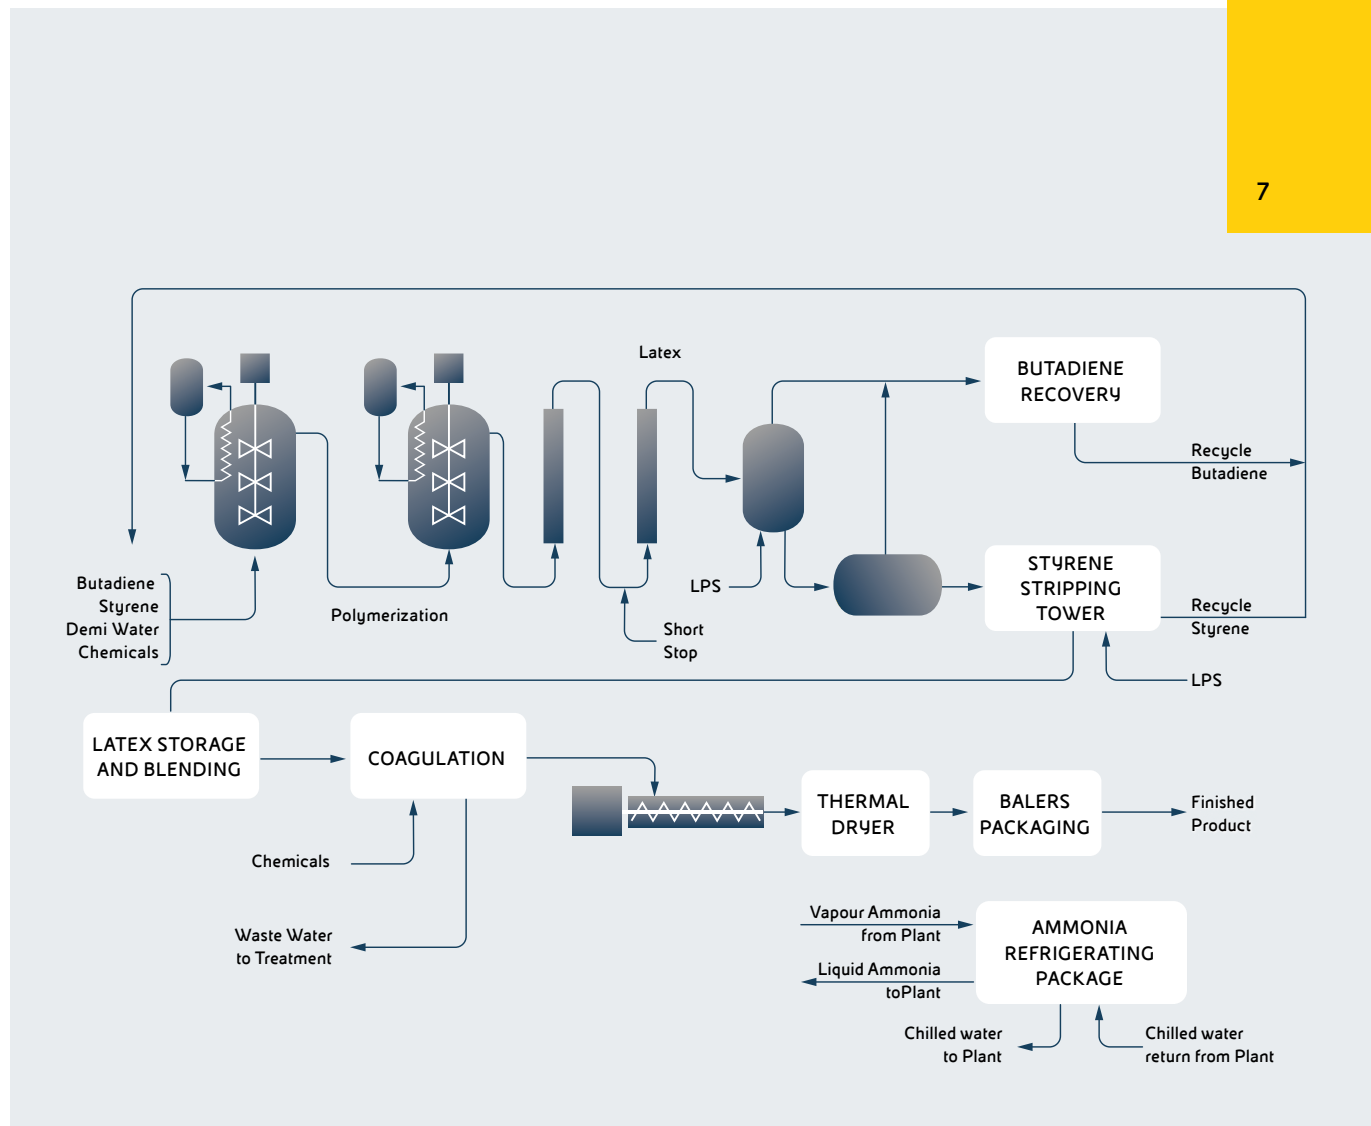 7
Latex
BUTADIENE
RECOVERY
Recycle
Butadiene
Butadiene
Styrene
Demi Water
Chemicals
Polymerization
LPS
Short
Stop
STYRENE
STRIPPING
TOWER
Recycle
Styrene
LPS
LATEX STORAGE
AND BLENDING
COAGULATION
THERMAL
DRYER
BALERS
PACKAGING
Finished
Product
Chemicals
Waste Water
to Treatment
Vapour Ammonia
from Plant
Liquid Ammonia
toPlant
AMMONIA
REFRIGERATING
PACKAGE
Chilled water
to Plant
Chilled water
return from Plant